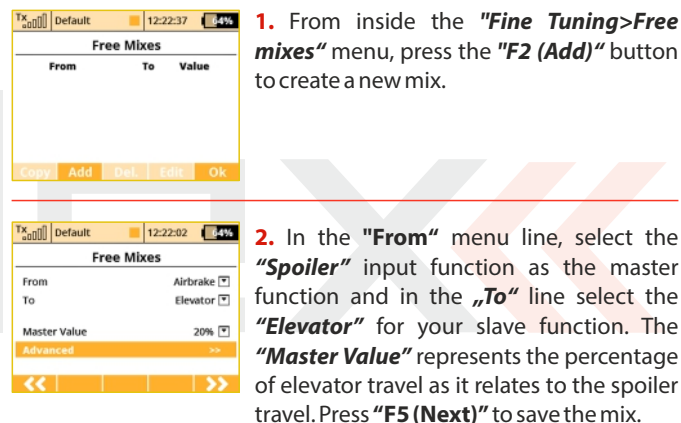 Tx Default 12:22:37 64%
Free Mixes
From To Value
Copy Add Del. Edit Ok
1. From inside the "Fine Tuning>Free
mixes“ menu, press the "F2 (Add)“ button
to create a new mix.
Tx Default 12:22:02 64%
Free Mixes
From Airbrake
To Elevator
Master Value 20%
Advanced >>
<< >>
2. In the "From“ menu line, select the
“Spoiler” input function as the master
function and in the „To“ line select the
“Elevator” for your slave function. The
“Master Value” represents the percentage
of elevator travel as it relates to the spoiler
travel. Press “F5 (Next)” to save the mix.